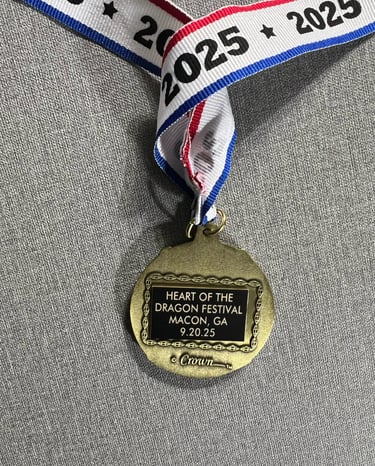 2025 ★ 2025
HEART OF THE
DRAGON FESTIVAL
MACON, GA
9.20.25
Crown